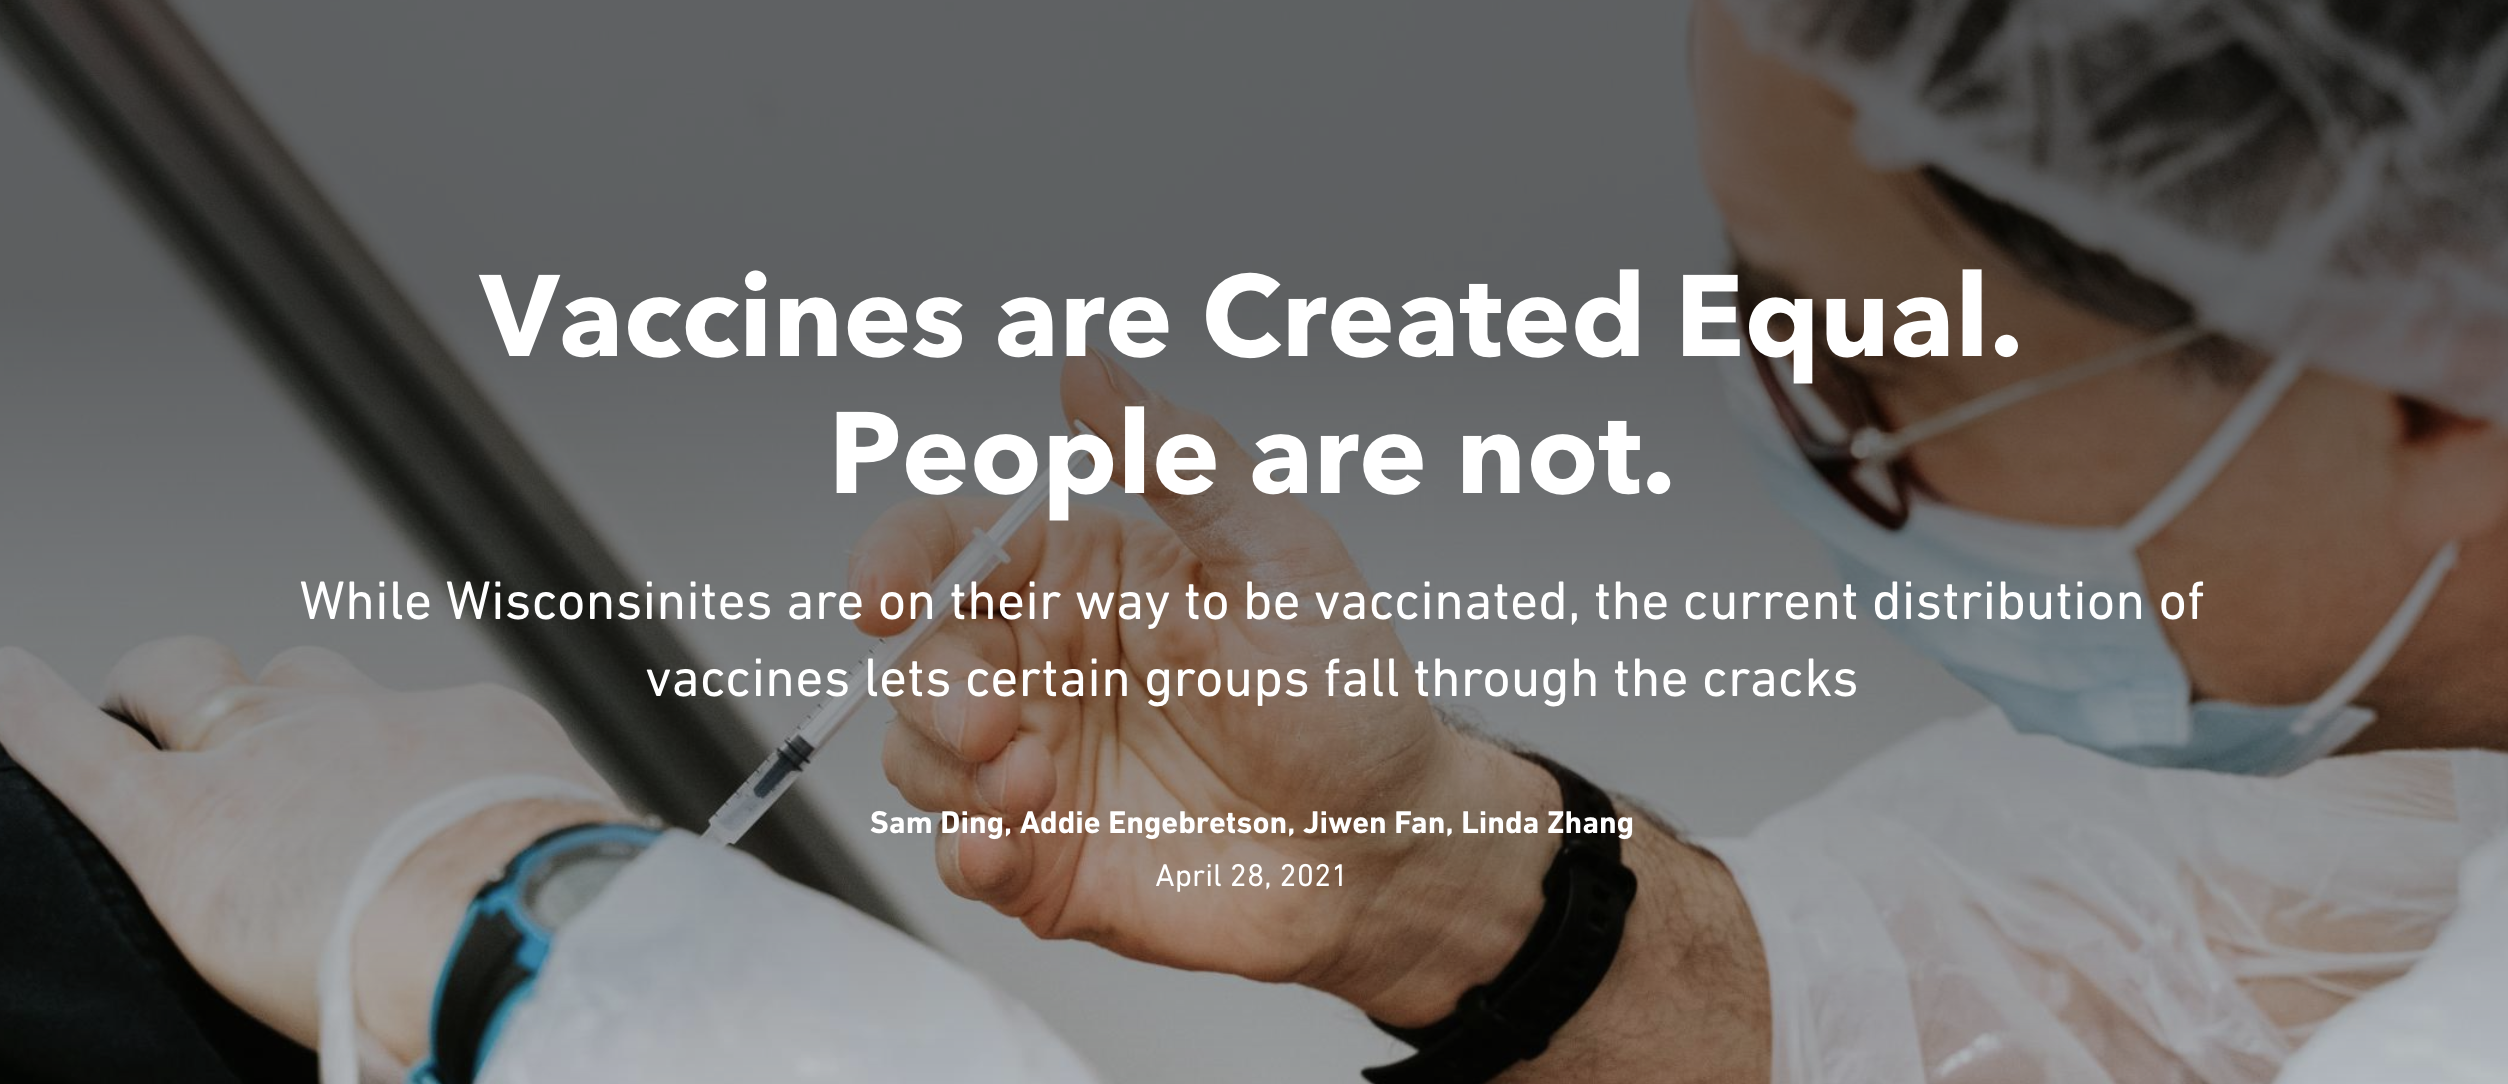 Vaccines are Created Equal.
People are not.
While Wisconsinites are on their way to be vaccinated, the current distribution of
vaccines lets certain groups fall through the cracks
Sam Ding, Addie Engebretson, Jiwen Fan, Linda Zhang
April 28, 2021